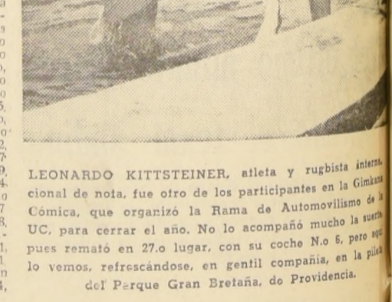 LEONARDO KITTSTEINER, atleta y rugbista interna
cional de nota, fue otro de los participantes en la Gimkana
Cómica, que organizó la Rama de Automovilismo de la
UC, para cerrar el año. No lo acompañó mucho la suerte
pues remató en 27.o lugar, con su coche N.o 6, pero aquí
lo vemos, refrescándose, en gentil compañía, en la pileta
del Parque Gran Bretaña, de Providencia.